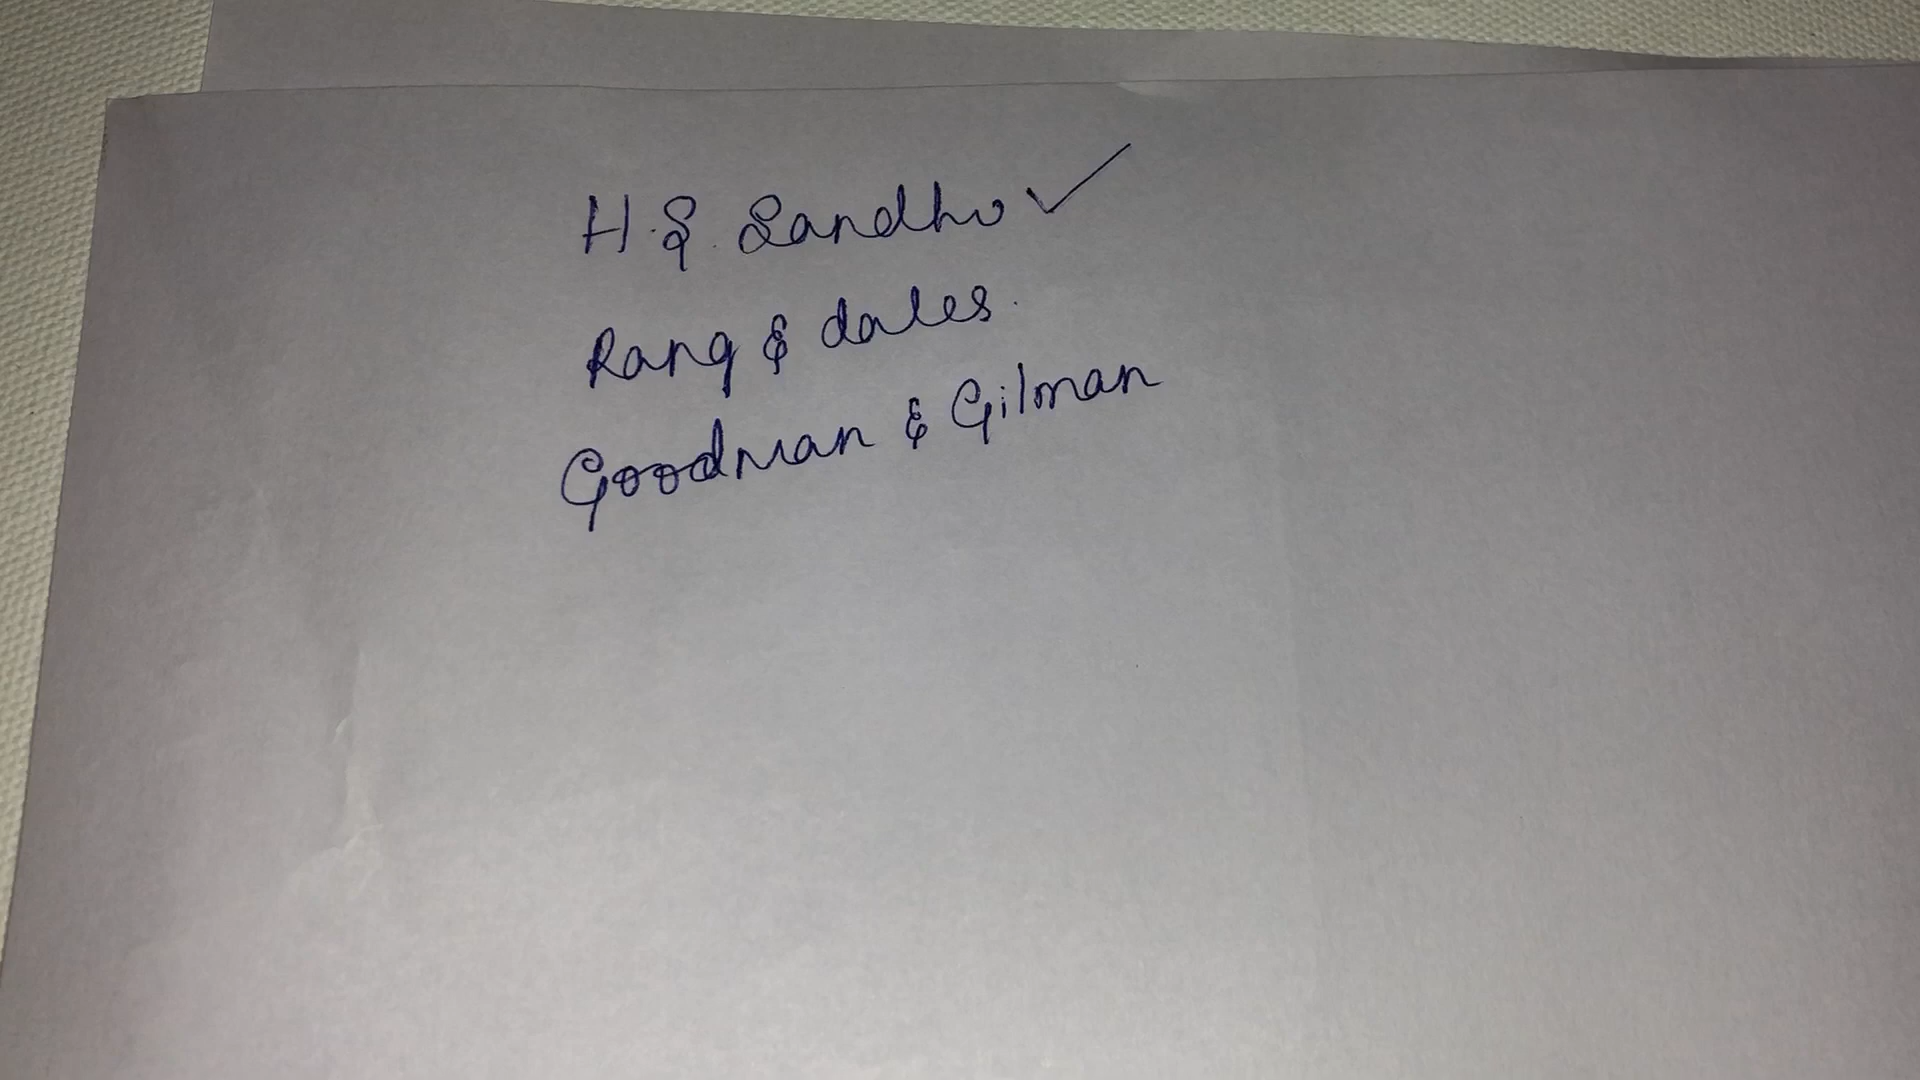 H.S. Sandhu ✓
Rang & dales.
Goodman & Gilman